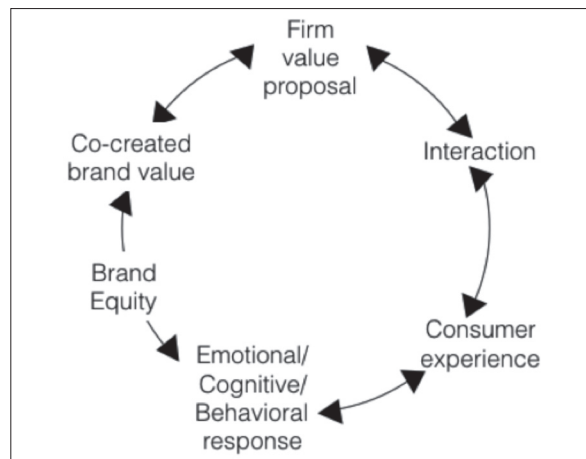 Firm
value
proposal
Interaction
Consumer
experience
Emotional/
Cognitive/
Behavioral
response
Brand
Equity
Co-created
brand value